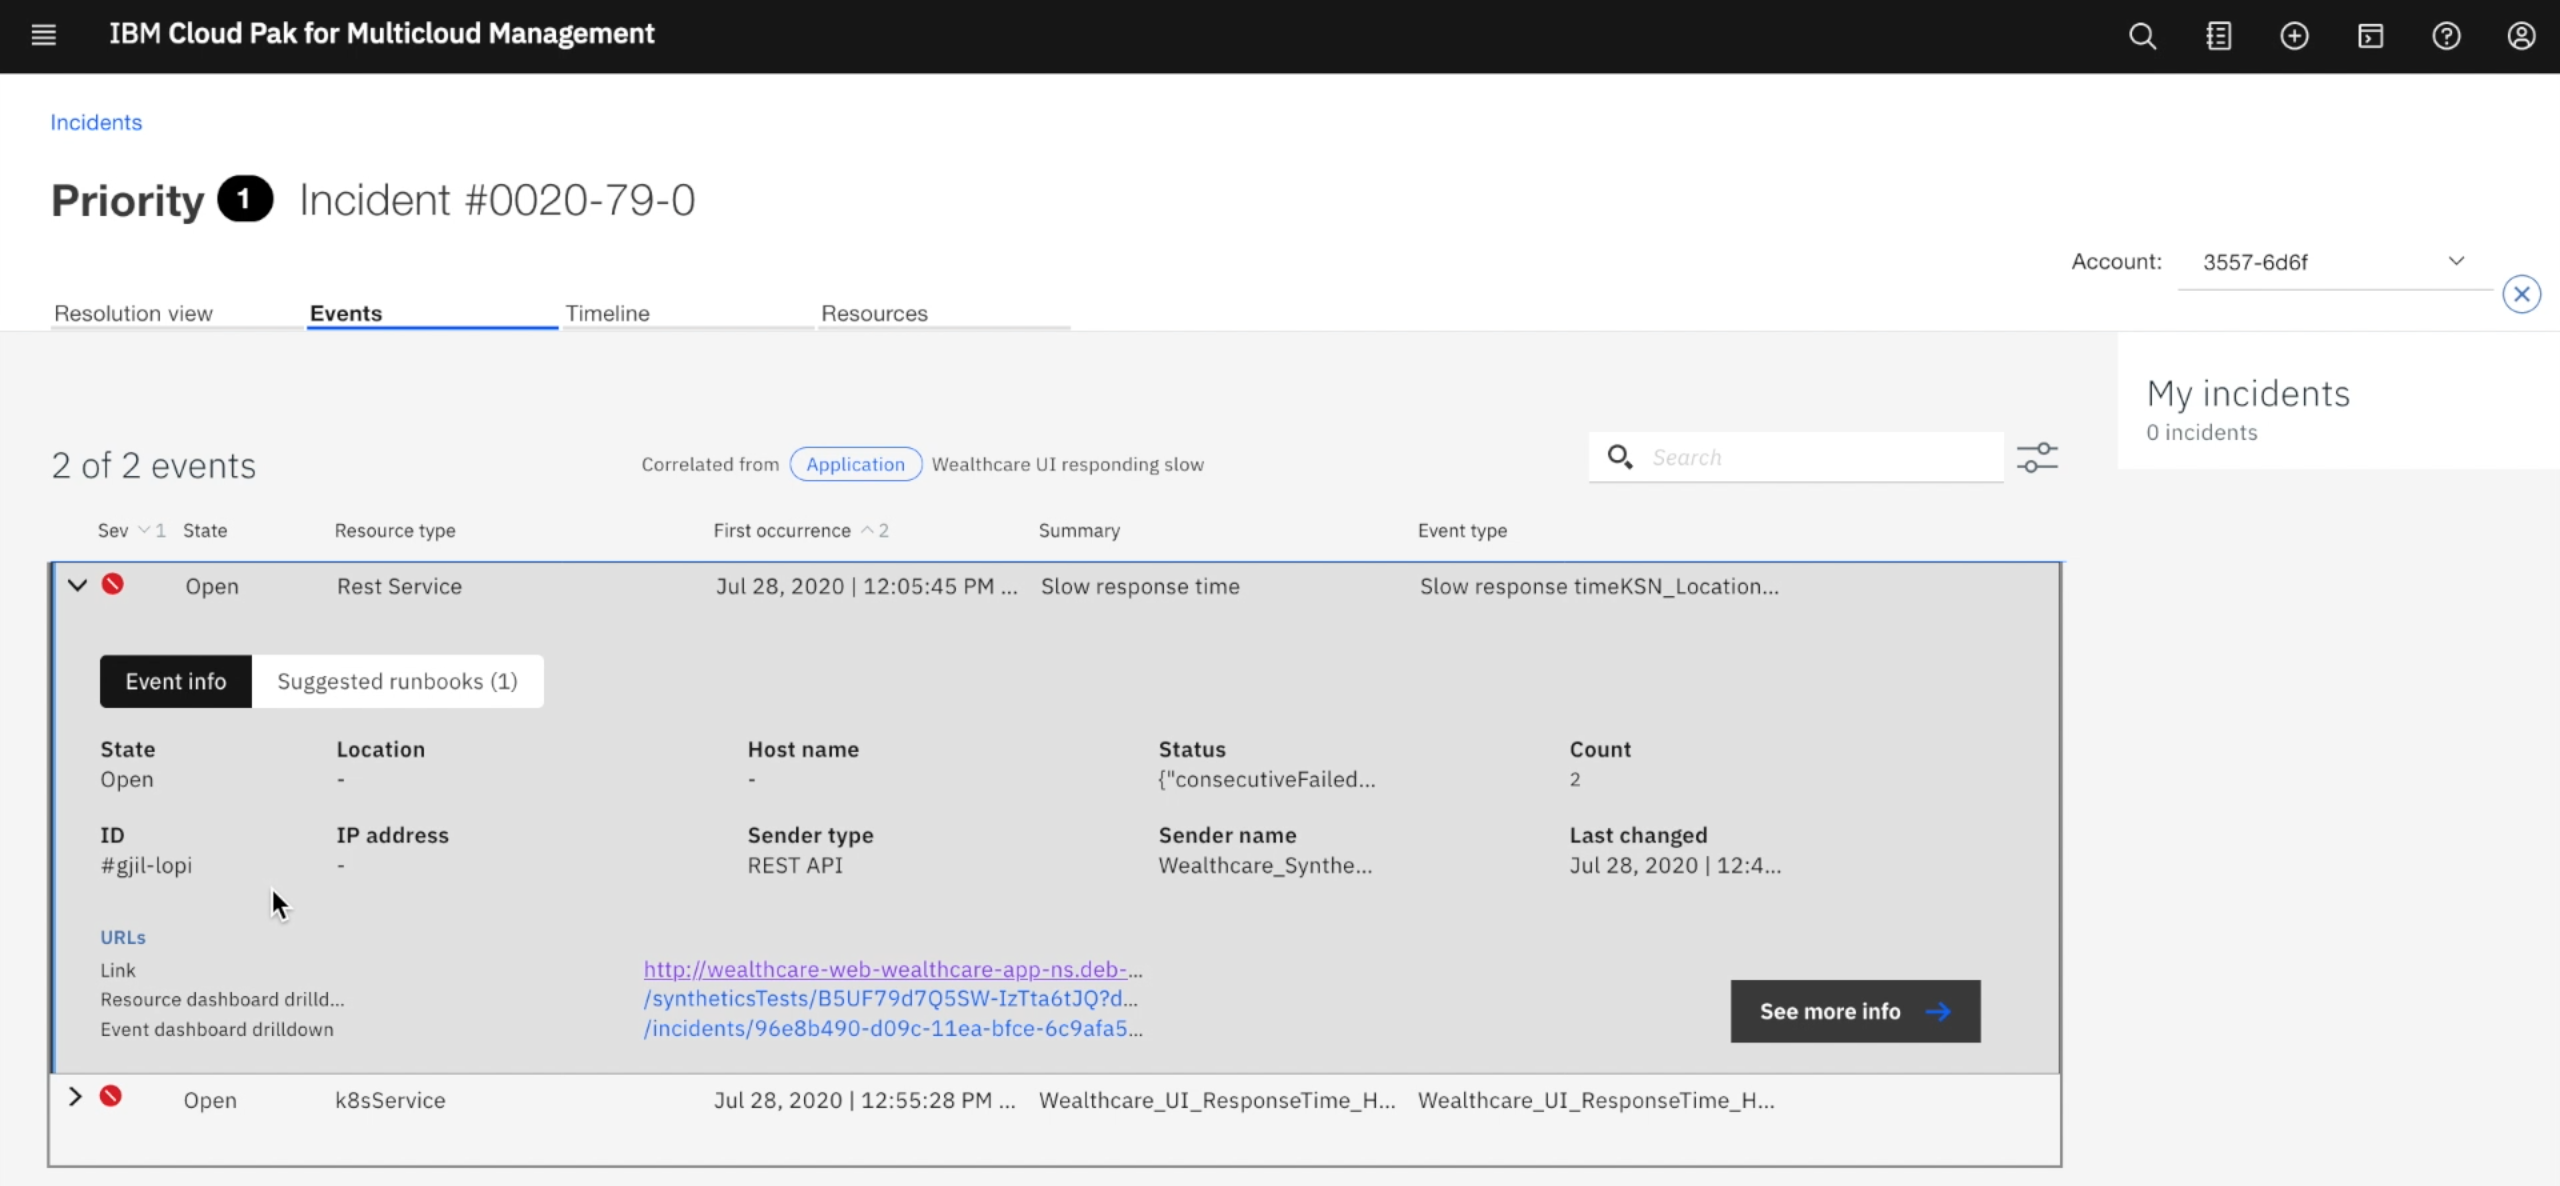 IBM Cloud Pak for Multicloud Management
Incidents
Priority 1 Incident #0020-79-0
Account: 3557-6d6f
Resolution view Events Timeline Resources
My incidents
0 incidents
2 of 2 events Correlated from Application Wealthcare UI responding slow Search
Sev 1 State Resource type First occurrence 2 Summary Event type
Open Rest Service Jul 28, 2020 | 12:05:45 PM ... Slow response time Slow response timeKSN_Location...
Event info Suggested runbooks (1)
State Location Host name Status Count
Open - - {"consecutiveFailed... 2
ID IP address Sender type Sender name Last changed
#gjil-lopi - REST API Wealthcare_Synthe... Jul 28, 2020 | 12:4...
URLs
Link http://wealthcare-web-wealthcare-app-ns.deb-...
Resource dashboard drilld... /syntheticsTests/B5UF79d7Q5SW-IzTta6tJQ?d...
Event dashboard drilldown /incidents/96e8b490-d09c-11ea-bfce-6c9afa5...
See more info
Open k8sService Jul 28, 2020 | 12:55:28 PM ... Wealthcare_UI_ResponseTime_H... Wealthcare_UI_ResponseTime_H...